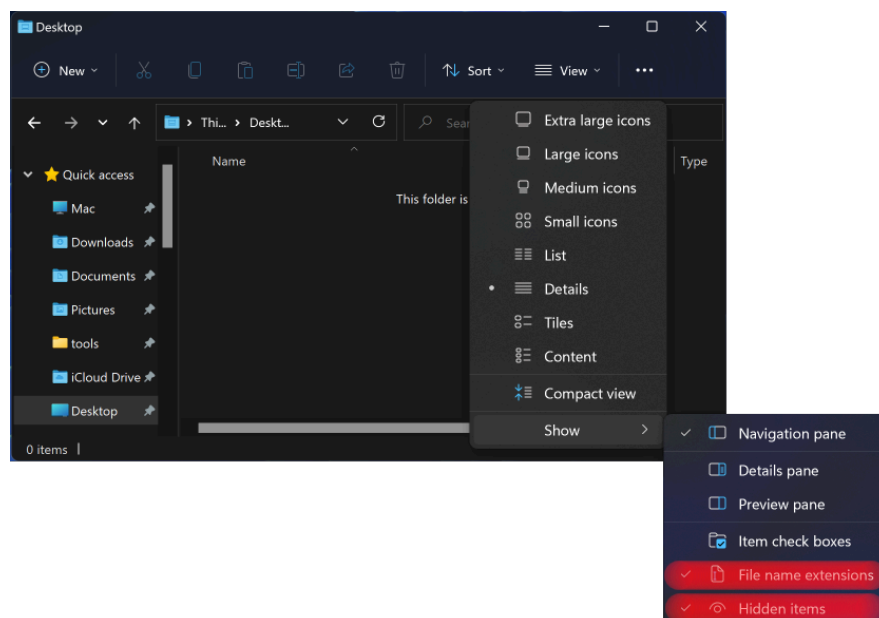 Desktop
New
Sort
View
Thi... > Deskt...
Sear
Name
Type
Quick access
Mac
Downloads
Documents
Pictures
tools
iCloud Drive
Desktop
This folder is
0 items
Extra large icons
Large icons
Medium icons
Small icons
List
Details
Tiles
Content
Compact view
Show
Navigation pane
Details pane
Preview pane
Item check boxes
File name extensions
Hidden items